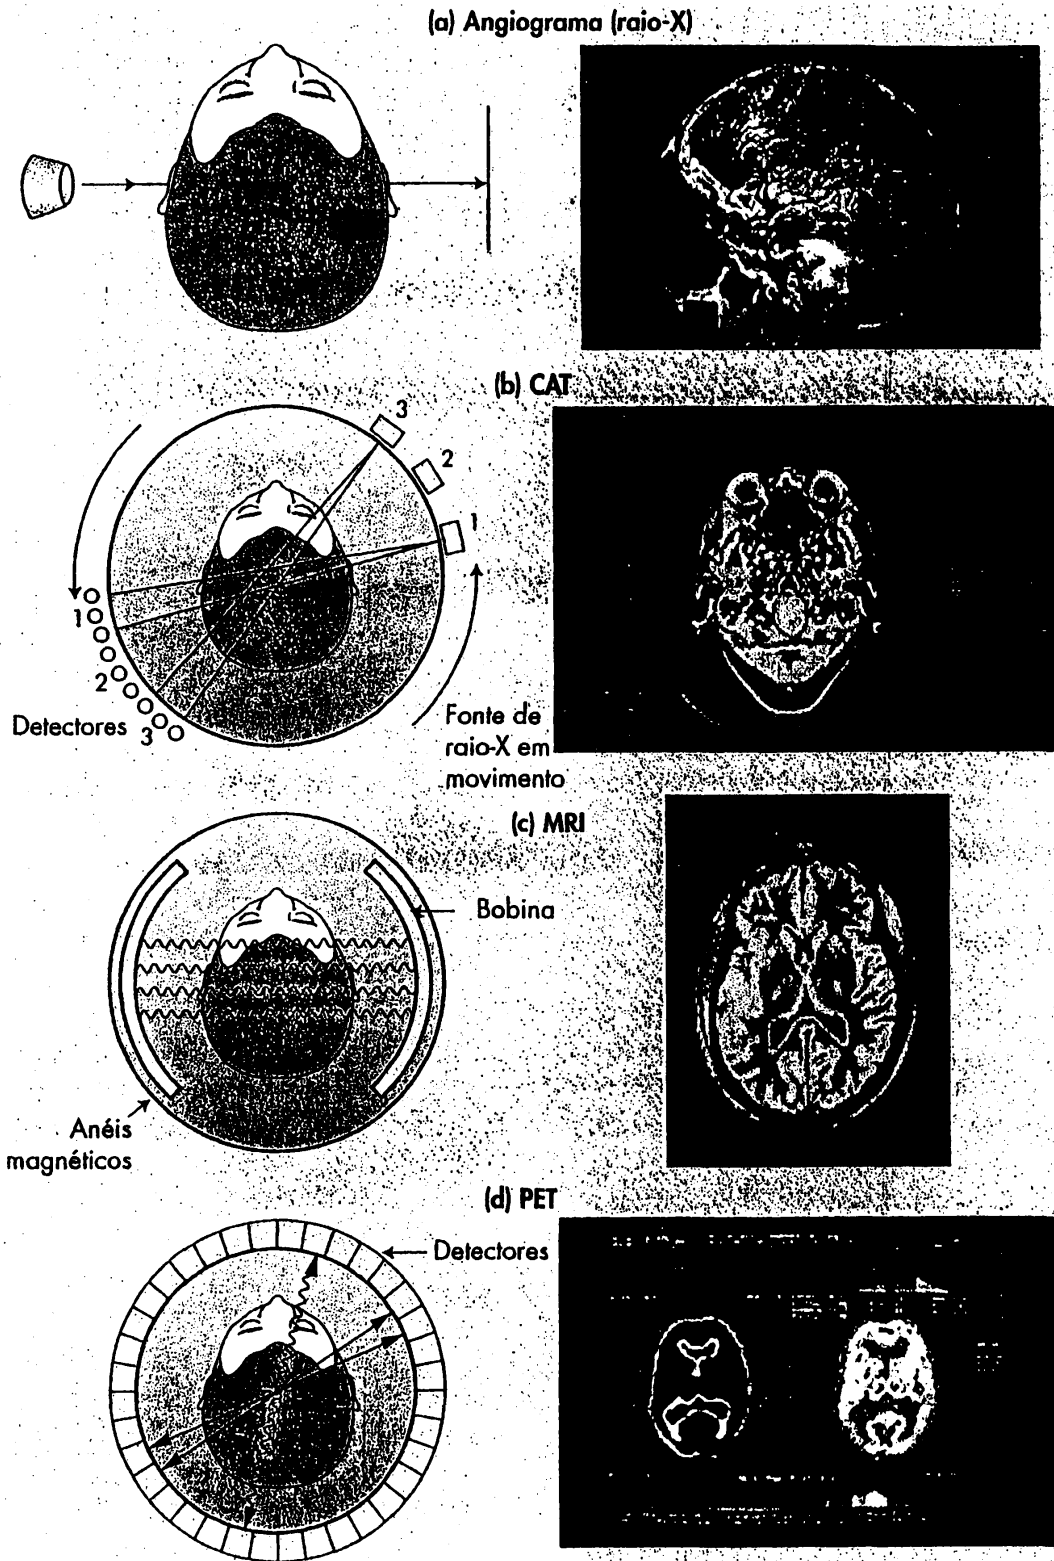 (a) Angiograma (raio-X)
(b) CAT
3
2
1
1
2
3
Detectores
Fonte de
raio-X em
movimento
(c) MRI
Bobina
Anéis
magnéticos
(d) PET
Detectores